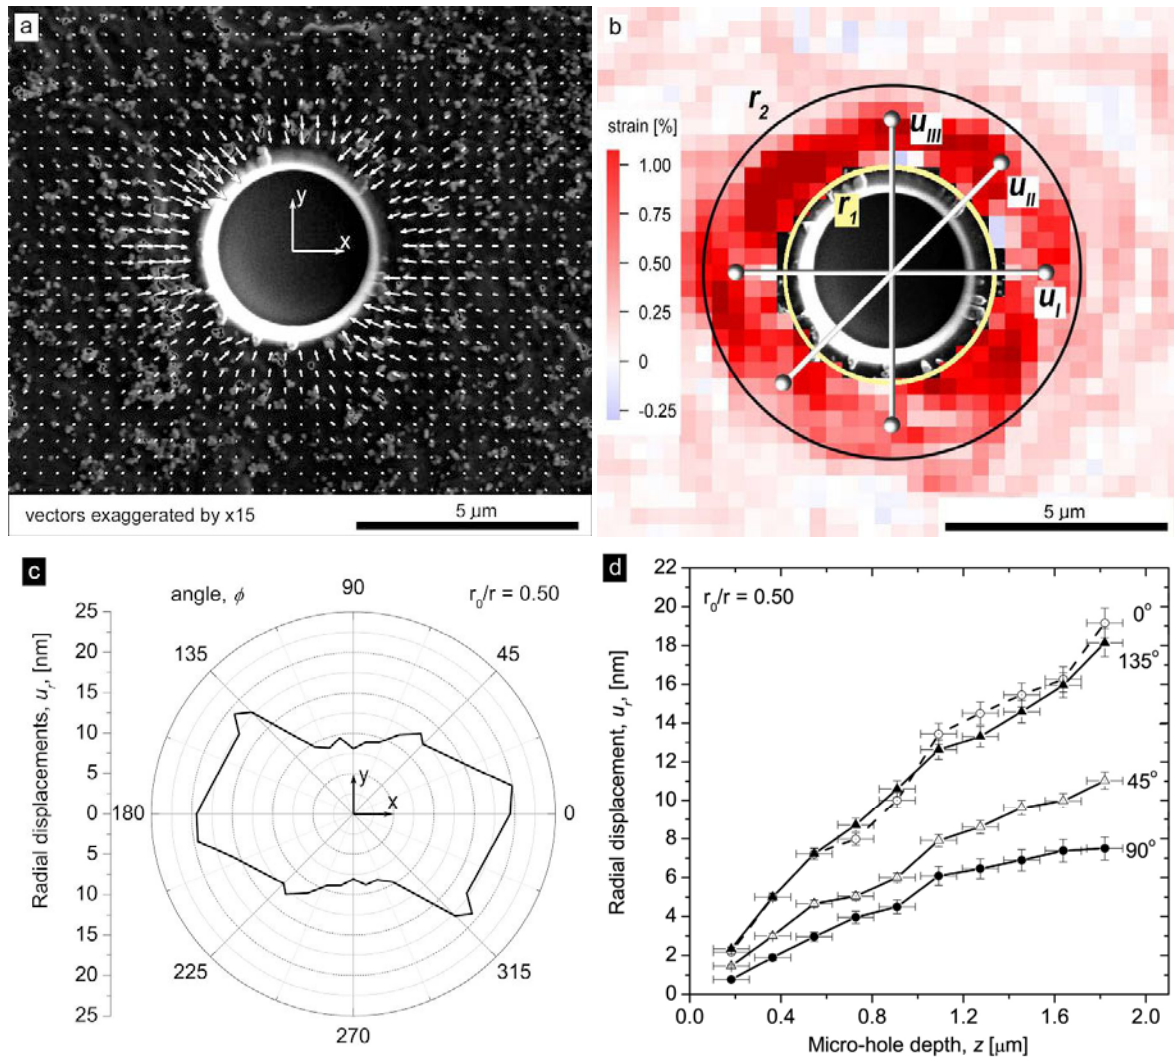 a
y
x
vectors exaggerated by x15
5 μm
b
strain [%]
1.00
0.75
0.50
0.25
0
-0.25
r₂
r₁
u_III
u_II
u_I
5 μm
c
angle, ϕ
90
r₀/r = 0.50
135
45
180
0
225
315
270
y
x
Radial displacements, uᵣ, [nm]
25
20
15
10
5
0
5
10
15
20
25
d
r₀/r = 0.50
0°
135°
45°
90°
Radial displacement, uᵣ, [nm]
22
20
18
16
14
12
10
8
6
4
2
0
0.0
0.4
0.8
1.2
1.6
2.0
Micro-hole depth, z [μm]